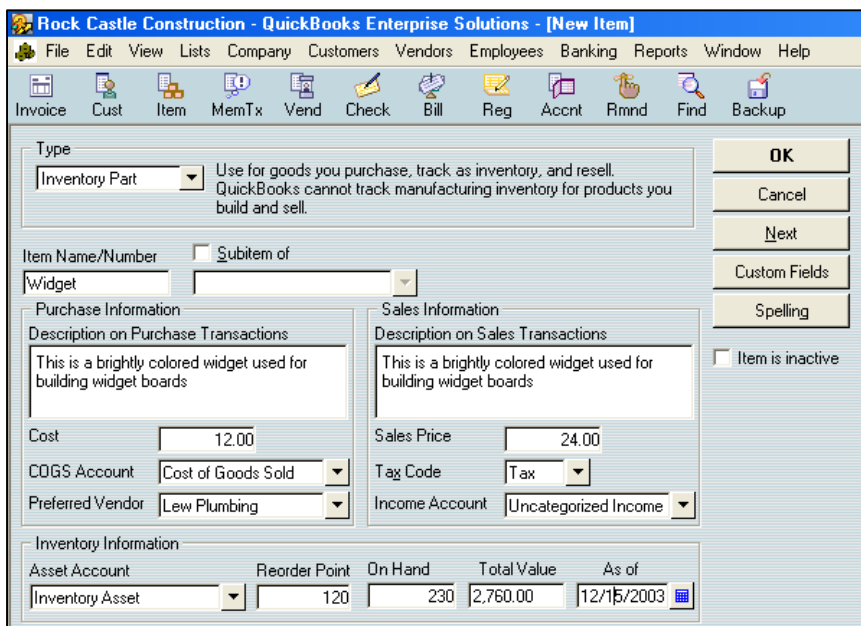 Rock Castle Construction - QuickBooks Enterprise Solutions - [New Item]
File Edit View Lists Company Customers Vendors Employees Banking Reports Window Help
Invoice Cust Item MemTx Vend Check Bill Reg Accnt Rmnd Find Backup
Type
Inventory Part
Use for goods you purchase, track as inventory, and resell.
QuickBooks cannot track manufacturing inventory for products you
build and sell.
OK
Cancel
Next
Custom Fields
Spelling
Item is inactive
Item Name/Number Subitem of
Widget
Purchase Information
Description on Purchase Transactions
This is a brightly colored widget used for
building widget boards
Cost 12.00
COGS Account Cost of Goods Sold
Preferred Vendor Lew Plumbing
Sales Information
Description on Sales Transactions
This is a brightly colored widget used for
building widget boards
Sales Price 24.00
Tax Code Tax
Income Account Uncategorized Income
Inventory Information
Asset Account Reorder Point On Hand Total Value As of
Inventory Asset 120 230 2,760.00 12/15/2003